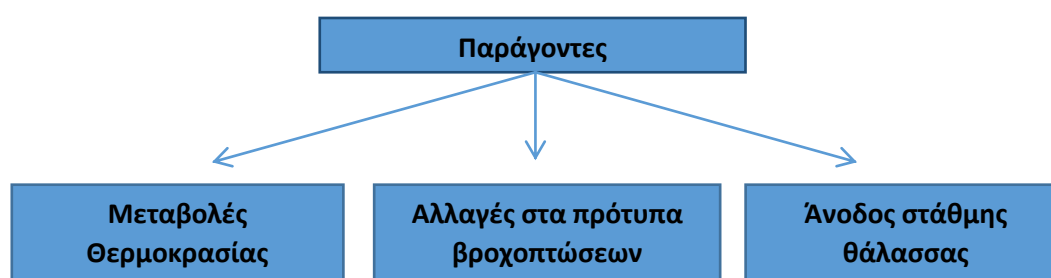 Παράγοντες
Μεταβολές
Θερμοκρασίας
Αλλαγές στα πρότυπα
βροχοπτώσεων
Άνοδος στάθμης
θάλασσας